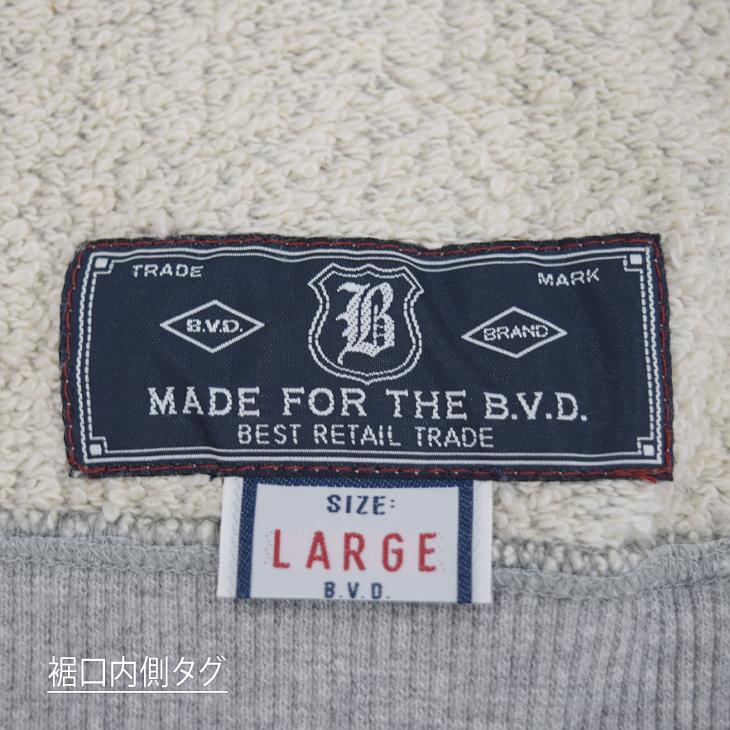 TRADE MARK
B.V.D. B BRAND
MADE FOR THE B.V.D.
BEST RETAIL TRADE
SIZE:
LARGE
B.V.D.
裾口内側タグ